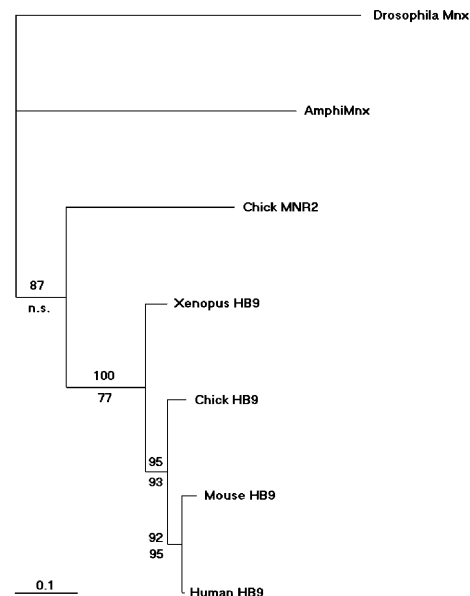 Drosophila Mnx
AmphiMnx
Chick MNR2
87
n.s.
Xenopus HB9
100
77
Chick HB9
95
93
Mouse HB9
92
95
0.1
Human HB9